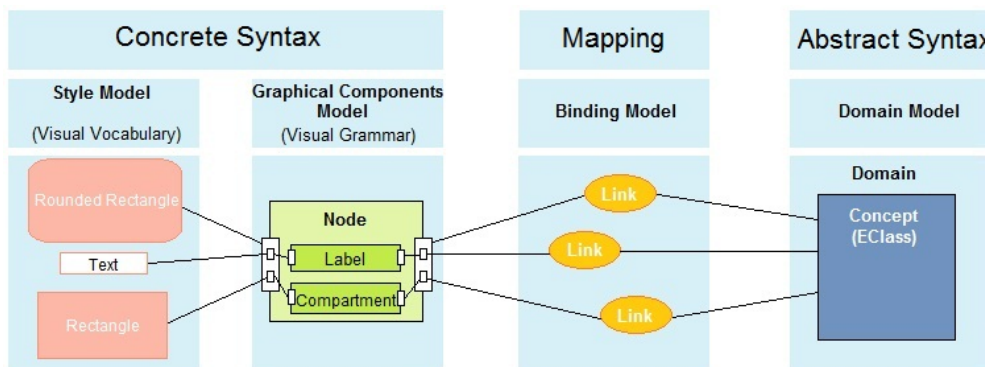 Concrete Syntax
Mapping
Abstract Syntax
Style Model
(Visual Vocabulary)
Graphical Components
Model
(Visual Grammar)
Binding Model
Domain Model
Rounded Rectangle
Text
Rectangle
Node
Label
Compartment
Link
Link
Link
Domain
Concept
(EClass)